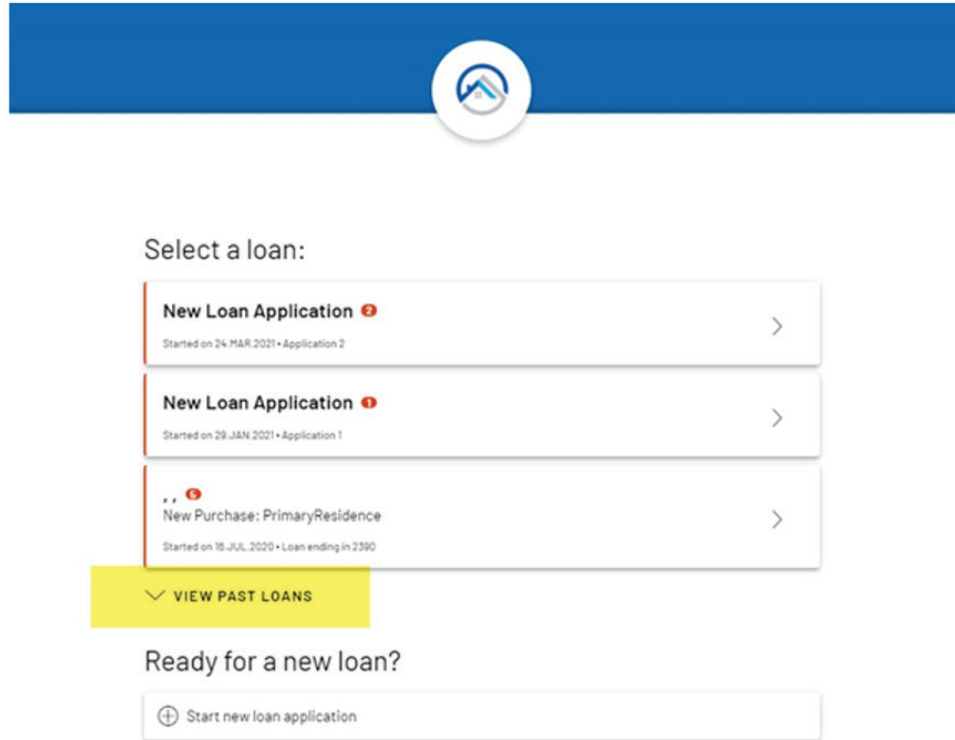 Select a loan:
New Loan Application 2
Started on 24.MAR.2021 • Application 2
New Loan Application 1
Started on 29.JAN.2021 • Application 1
, , 5
New Purchase: PrimaryResidence
Started on 16.JUL.2020 • Loan ending in 2390
VIEW PAST LOANS
Ready for a new loan?
Start new loan application